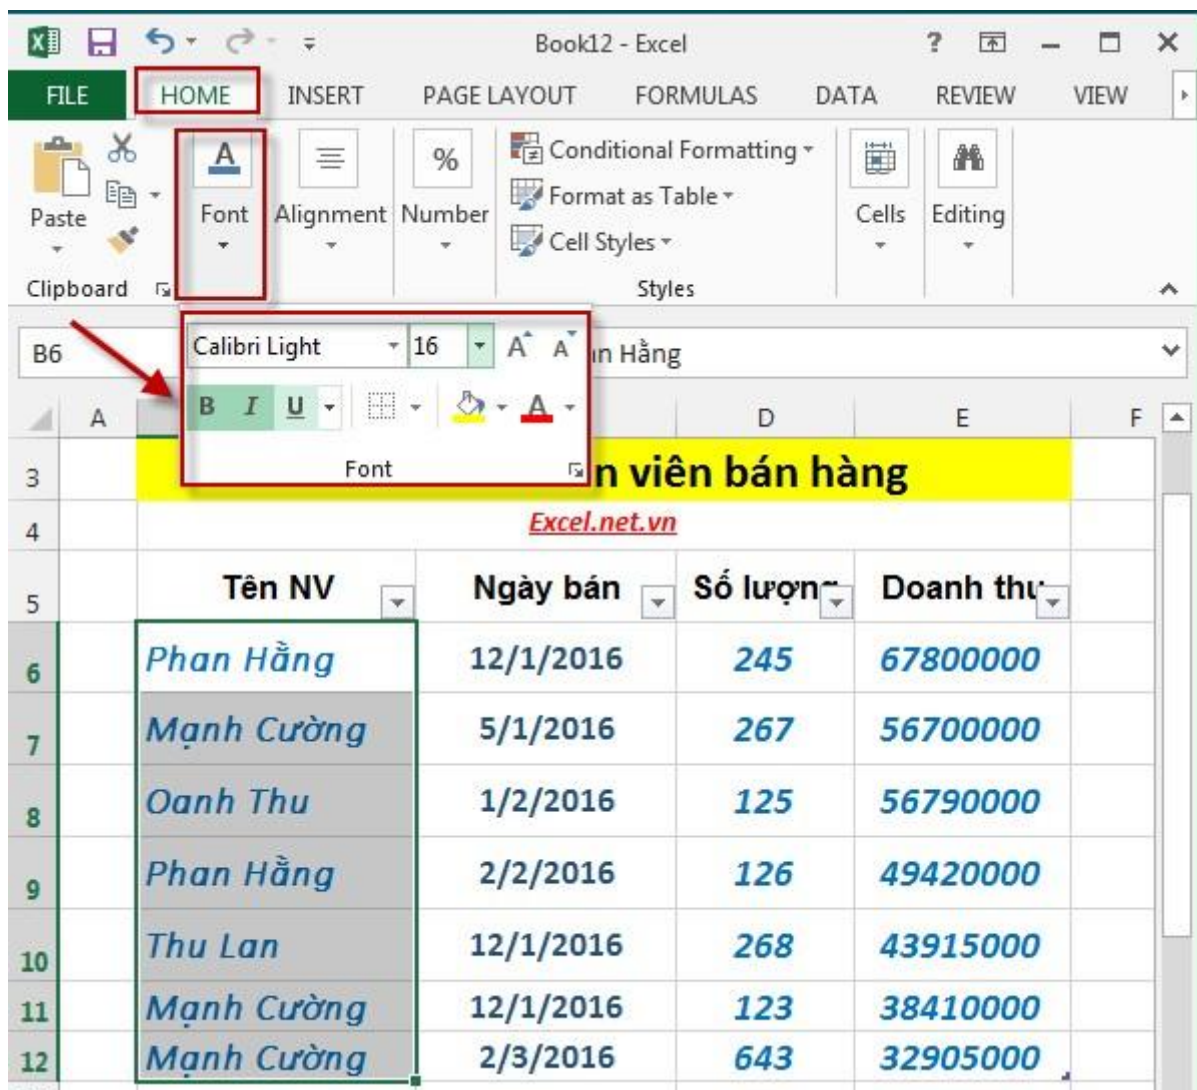 Book12 - Excel ?
FILE HOME INSERT PAGE LAYOUT FORMULAS DATA REVIEW VIEW
Paste Font Alignment Number Conditional Formatting Format as Table Cell Styles Cells Editing
A %
Clipboard Styles
B6 Hằng
Calibri Light 16 A A
B I U A
Font
A D E F
3 viên bán hàng
4 Excel.net.vn
5 Tên NV Ngày bán Số lượng Doanh thu
6 Phan Hằng 12/1/2016 245 67800000
7 Mạnh Cường 5/1/2016 267 56700000
8 Oanh Thu 1/2/2016 125 56790000
9 Phan Hằng 2/2/2016 126 49420000
10 Thu Lan 12/1/2016 268 43915000
11 Mạnh Cường 12/1/2016 123 38410000
12 Mạnh Cường 2/3/2016 643 32905000